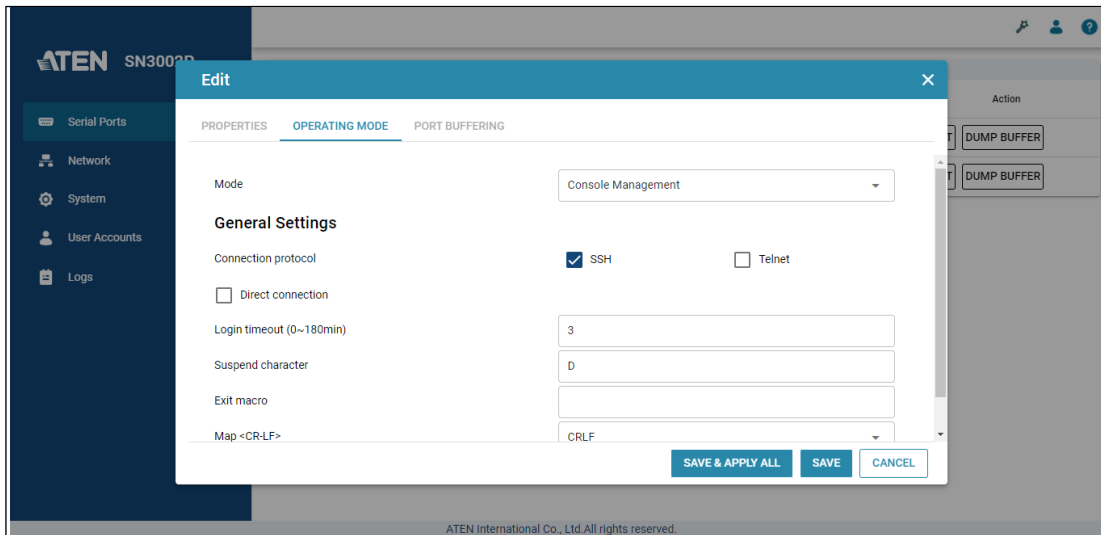 ATEN SN3002P
Edit
Action
Serial Ports
PROPERTIES OPERATING MODE PORT BUFFERING
DUMP BUFFER
Network
Mode Console Management
DUMP BUFFER
System
General Settings
User Accounts
Connection protocol SSH Telnet
Logs
Direct connection
Login timeout (0~180min) 3
Suspend character D
Exit macro
Map <CR-LF> CRLF
SAVE & APPLY ALL SAVE CANCEL
ATEN International Co., Ltd.All rights reserved.